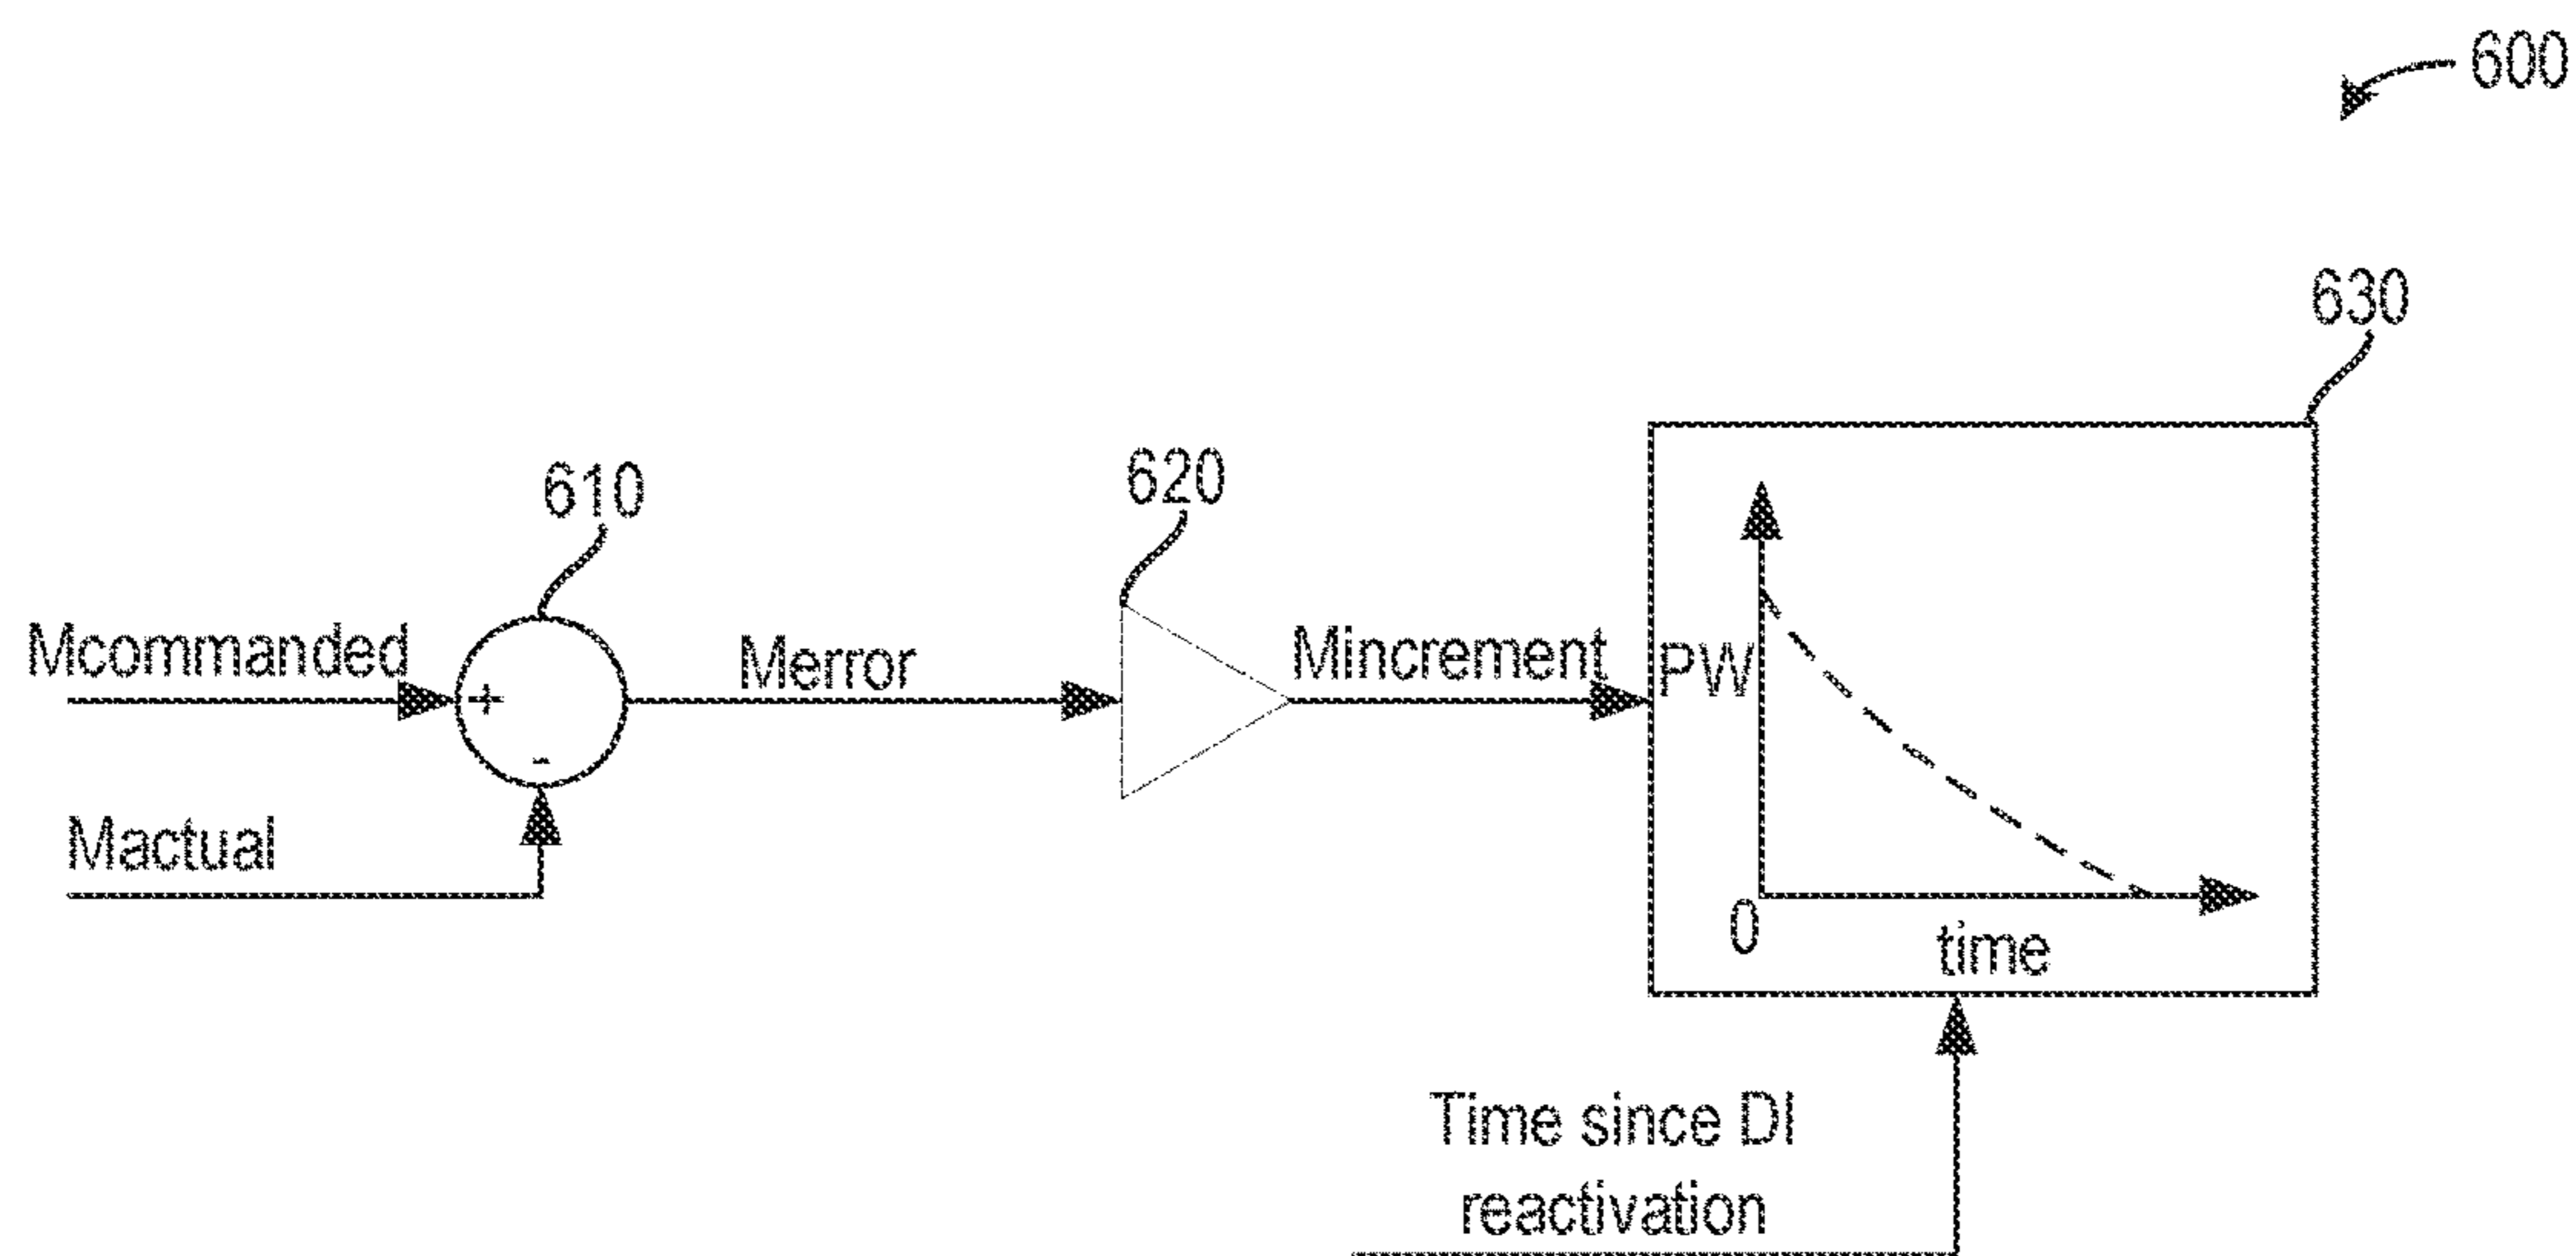 600
630
610
620
Mcommanded
+
Merror
Mincrement
PW
-
Mactual
0
time
Time since DI
reactivation